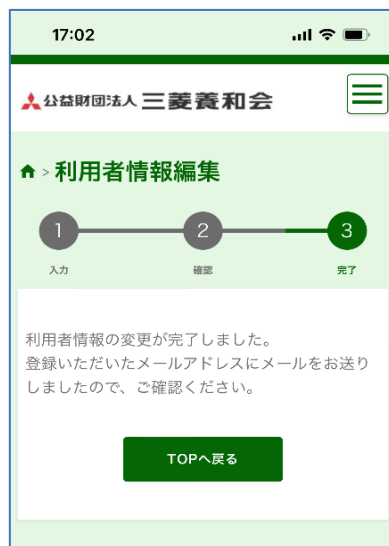 17:02
公益財団法人 三菱養和会
> 利用者情報編集
1 2 3
入力 確認 完了
利用者情報の変更が完了しました。
登録いただいたメールアドレスにメールをお送り
しましたので、ご確認ください。
TOPへ戻る